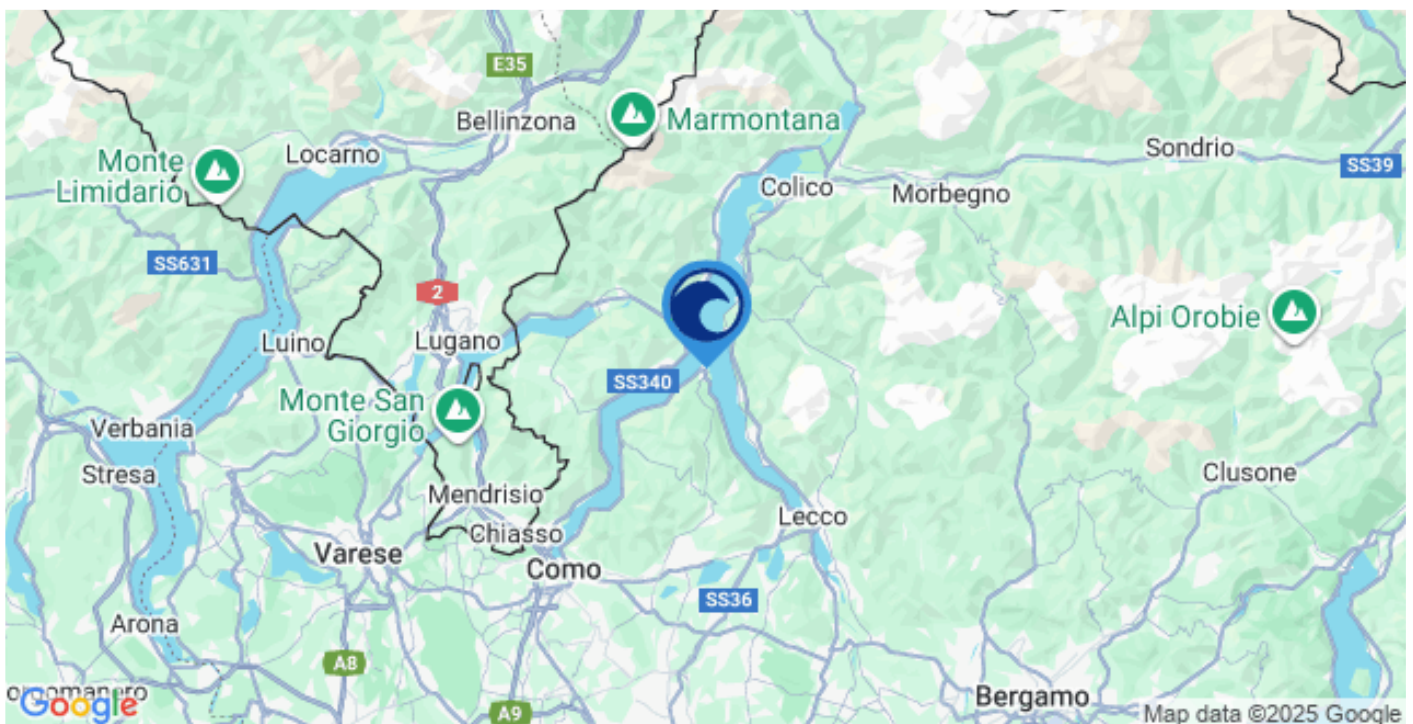 E35
Bellinzona
Marmontana
Locarno
Monte
Limidario
Sondrio
SS39
Colico
Morbegno
SS631
2
Alpi Orobie
Luino
Lugano
SS340
Monte San
Giorgio
Verbania
Stresa
Clusone
Mendrisio
Lecco
Chiasso
Varese
Como
SS36
Arona
A8
Bergamo
Google
A9
Map data ©2025 Google